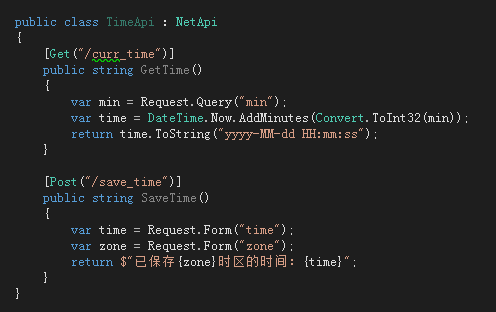 public class TimeApi : NetApi
{
[Get("/curr_time")]
public string GetTime()
{
var min = Request.Query("min");
var time = DateTime.Now.AddMinutes(Convert.ToInt32(min));
return time.ToString("yyyy-MM-dd HH:mm:ss");
}
[Post("/save_time")]
public string SaveTime()
{
var time = Request.Form("time");
var zone = Request.Form("zone");
return $"已保存{zone}时区的时间: {time}";
}
}